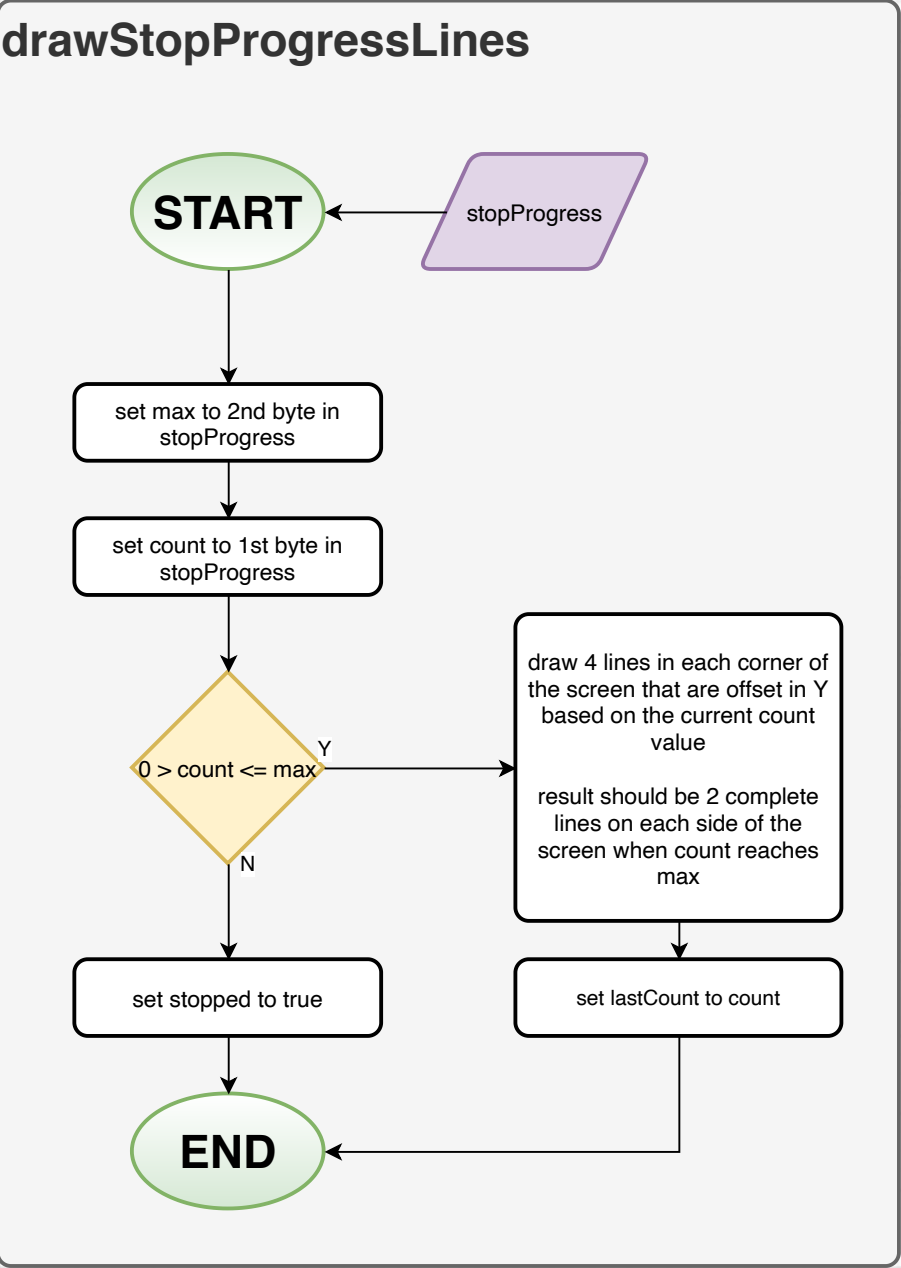 drawStopProgressLines
START
stopProgress
set max to 2nd byte in
stopProgress
set count to 1st byte in
stopProgress
0 > count <= max
Y
N
draw 4 lines in each corner of
the screen that are offset in Y
based on the current count
value
result should be 2 complete
lines on each side of the
screen when count reaches
max
set stopped to true
set lastCount to count
END